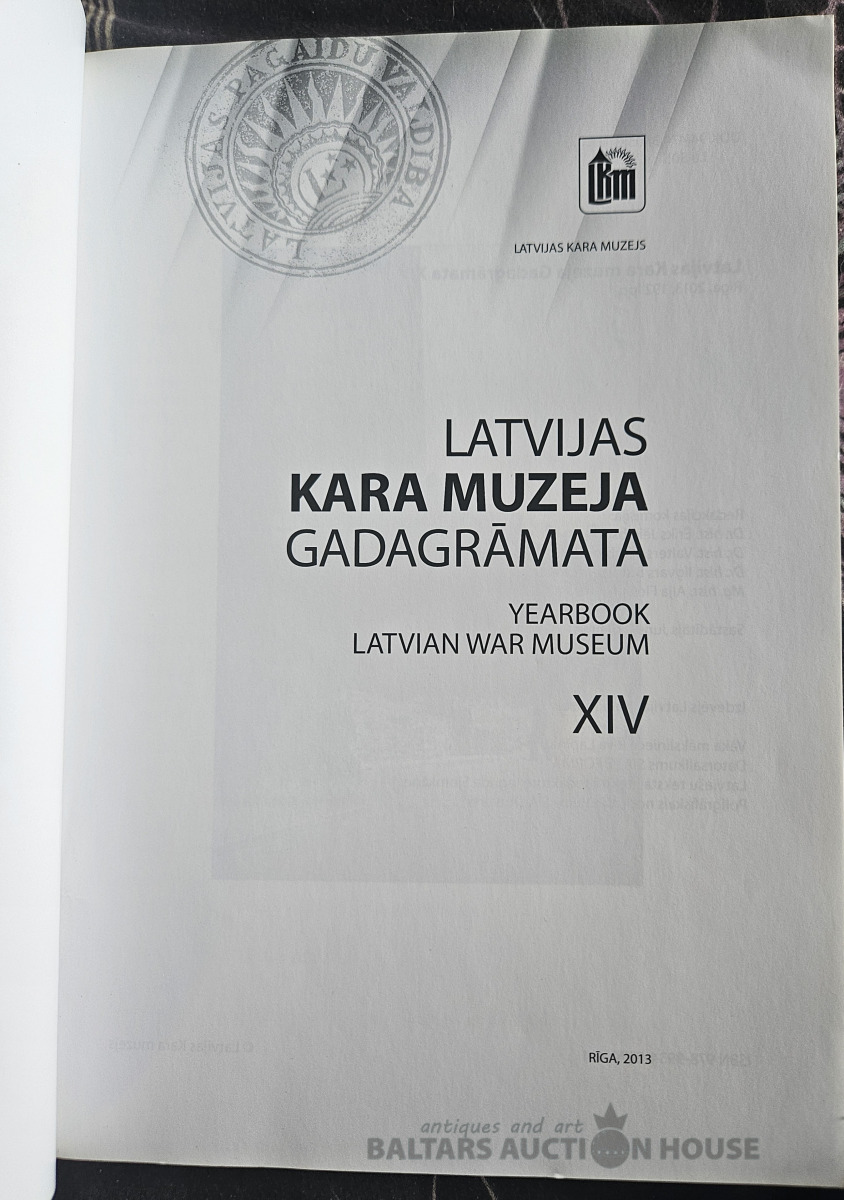 LATVIJAS PAGAIDU VALDĪBA
LKM
LATVIJAS KARA MUZEJS
LATVIJAS
KARA MUZEJA
GADAGRĀMATA
YEARBOOK
LATVIAN WAR MUSEUM
XIV
RĪGA, 2013
antiques and art
BALTARS AUCTION HOUSE